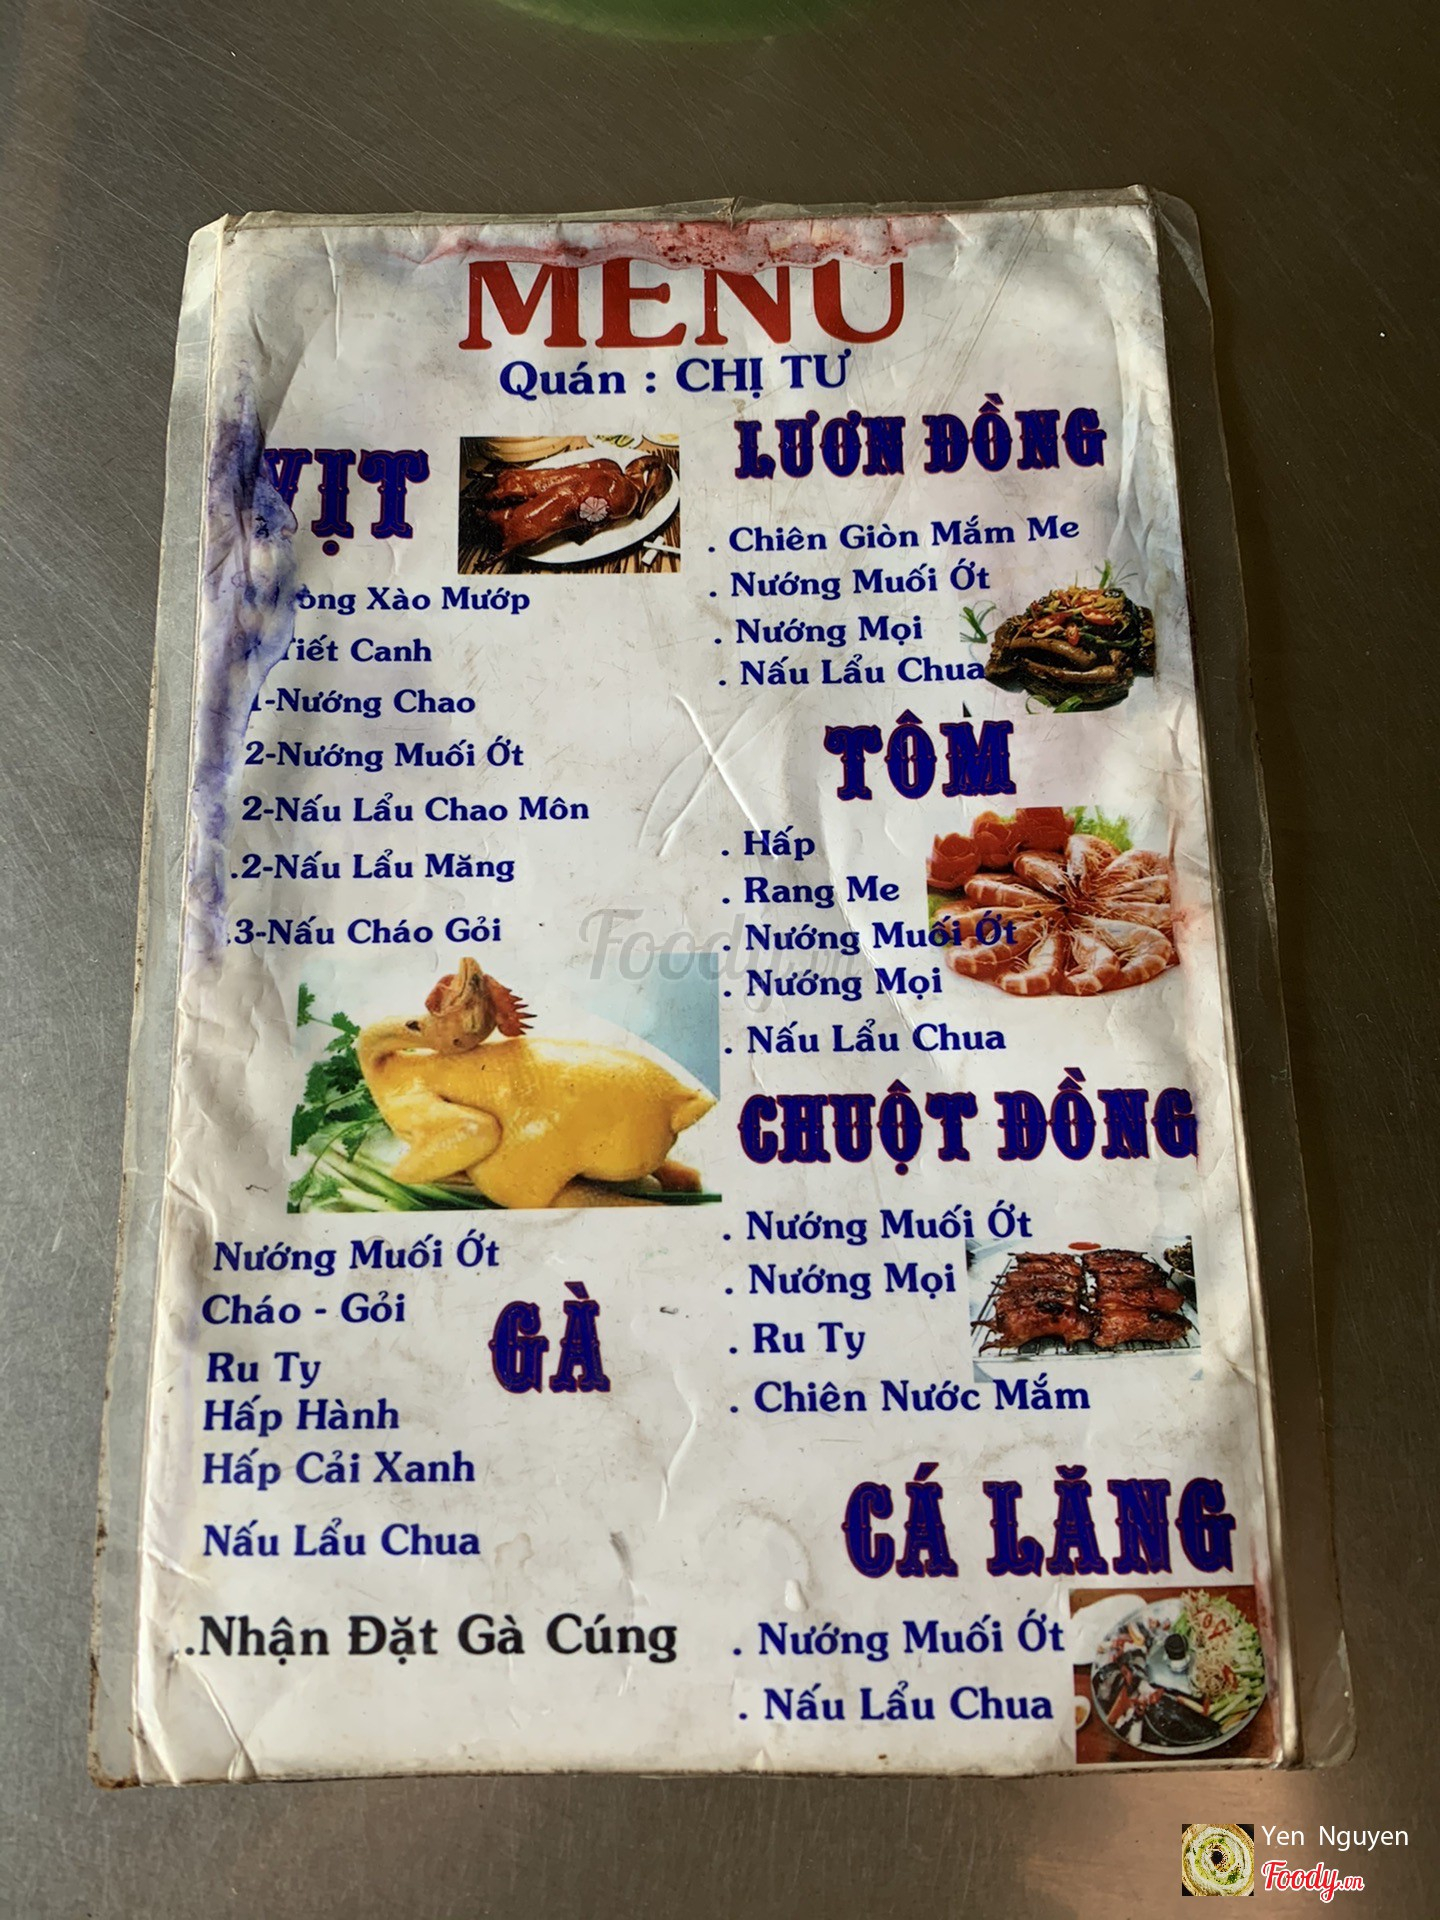 MENU
Quán : CHỊ TƯ
VỊT
Xào Mướp
Tiết Canh
1-Nướng Chao
2-Nướng Muối Ớt
2-Nấu Lẩu Chao Môn
.2-Nấu Lẩu Măng
.3-Nấu Cháo Gỏi
Nướng Muối Ớt
Cháo - Gỏi
GÀ
Ru Ty
Hấp Hành
Hấp Cải Xanh
Nấu Lẩu Chua
..Nhận Đặt Gà Cúng
LƯƠN ĐỒNG
. Chiên Giòn Mắm Me
. Nướng Muối Ớt
. Nướng Mọi
. Nấu Lẩu Chua
TÔM
. Hấp
. Rang Me
. Nướng Muối Ớt
. Nướng Mọi
. Nấu Lẩu Chua
CHUỘT ĐỒNG
. Nướng Muối Ớt
. Nướng Mọi
. Ru Ty
. Chiên Nước Mắm
CÁ LĂNG
. Nướng Muối Ớt
. Nấu Lẩu Chua
Foody.vn
Yen Nguyen
Foody.vn